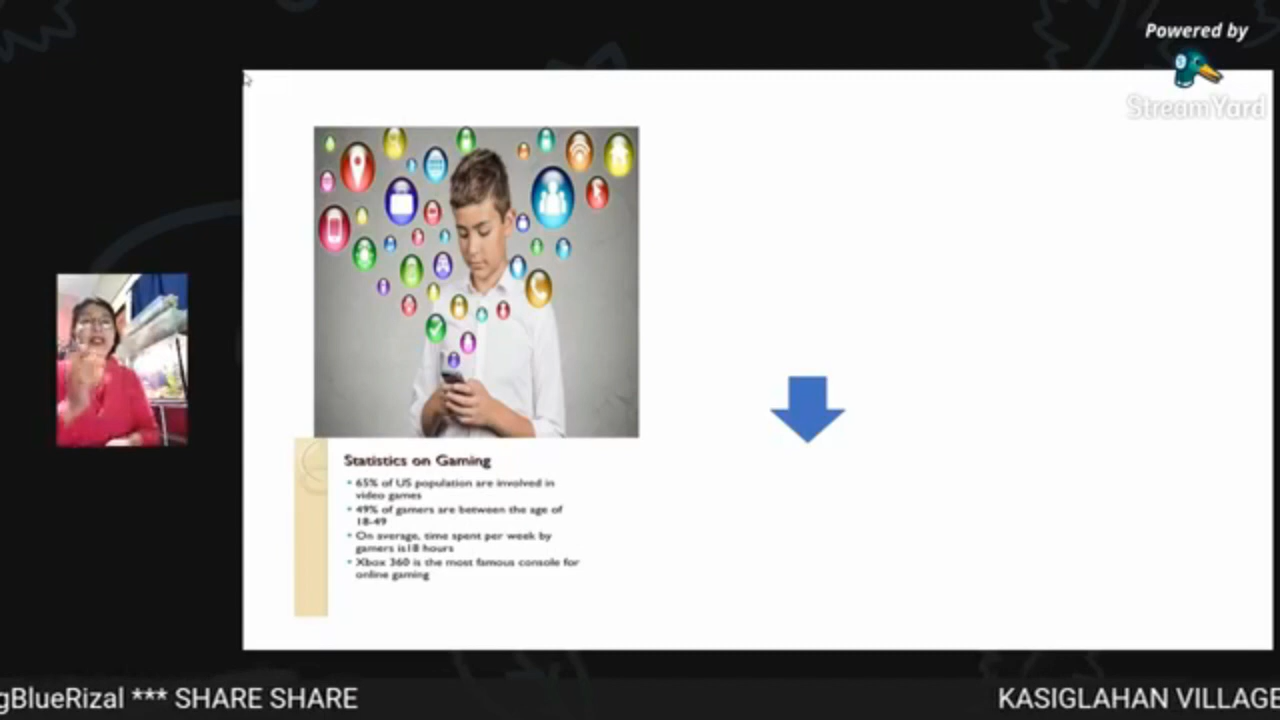 Powered by
StreamYard
Statistics on Gaming
• 65% of US population are involved in
video games
• 49% of gamers are between the age of
18-49
• On average, time spent per week by
gamers is18 hours
• Xbox 360 is the most famous console for
online gaming
gBlueRizal *** SHARE SHARE
KASIGLAHAN VILLAGE